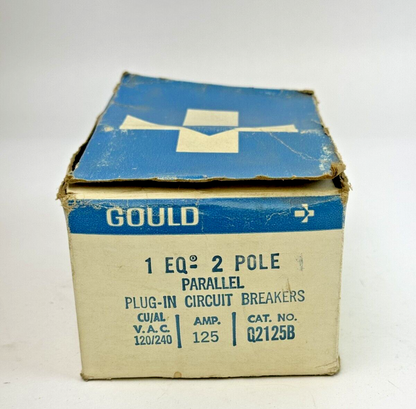 GOULD
1 EQ® 2 POLE
PARALLEL
PLUG-IN CIRCUIT BREAKERS
CU/AL AMP. CAT. NO.
V.A.C.
120/240 125 Q2125B